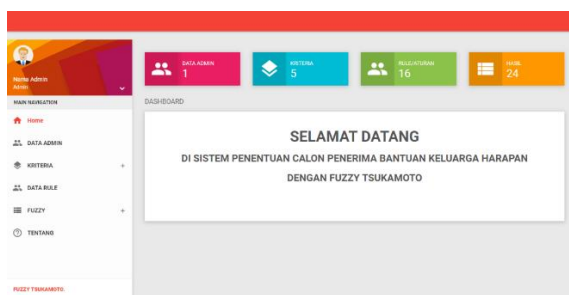 Nama Admin
Admin
MAIN NAVIGATION
Home
DATA ADMIN
KRITERIA +
DATA RULE
FUZZY +
TENTANG
FUZZY TSUKAMOTO.
DATA ADMIN
1
KRITERIA
5
RULE/ATURAN
16
HASIL
24
DASHBOARD
SELAMAT DATANG
DI SISTEM PENENTUAN CALON PENERIMA BANTUAN KELUARGA HARAPAN
DENGAN FUZZY TSUKAMOTO